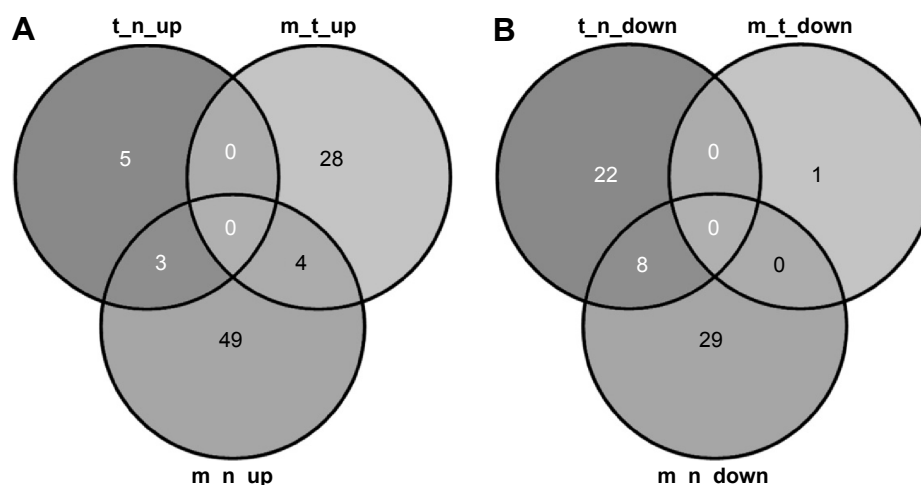 A
t_n_up
m_t_up
5
0
28
0
3
4
49
m_n_up
B
t_n_down
m_t_down
22
0
1
0
8
0
29
m_n_down